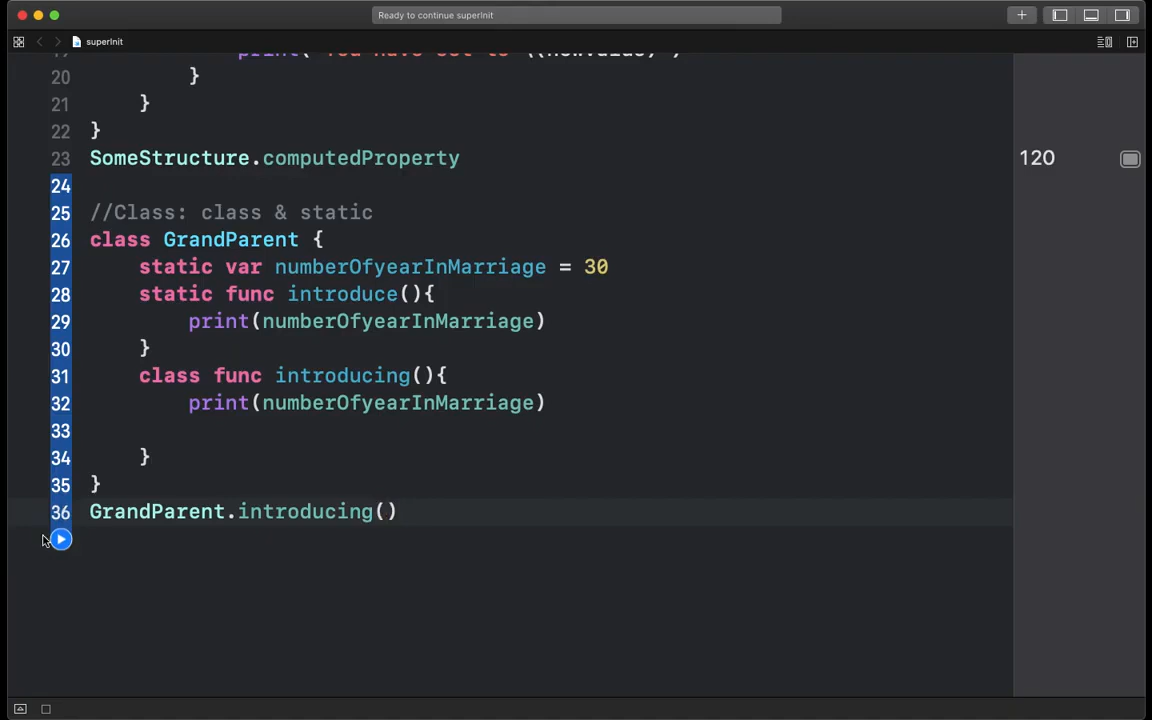 Ready to continue superInit
superInit
20 }
21 }
22 }
23 SomeStructure.computedProperty 120
24
25 //Class: class & static
26 class GrandParent {
27 static var numberOfyearInMarriage = 30
28 static func introduce(){
29 print(numberOfyearInMarriage)
30 }
31 class func introducing(){
32 print(numberOfyearInMarriage)
33
34 }
35 }
36 GrandParent.introducing()